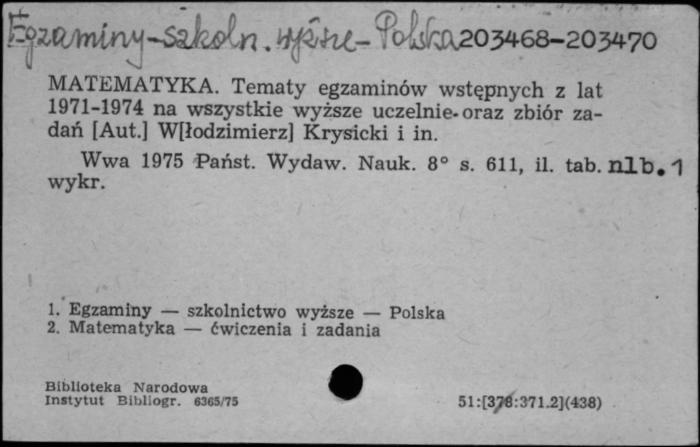 Egzaminy-szkoln. wyższe- Polska 203468-203470
MATEMATYKA. Tematy egzaminów wstępnych z lat
1971-1974 na wszystkie wyższe uczelnie oraz zbiór za-
dań [Aut.] W[łodzimierz] Krysicki i in.
Wwa 1975 Państ. Wydaw. Nauk. 8° s. 611, il. tab. nlb. 1
wykr.
1. Egzaminy — szkolnictwo wyższe — Polska
2. Matematyka — ćwiczenia i zadania
Biblioteka Narodowa
Instytut Bibliogr. 6365/75
51:[378:371.2](438)